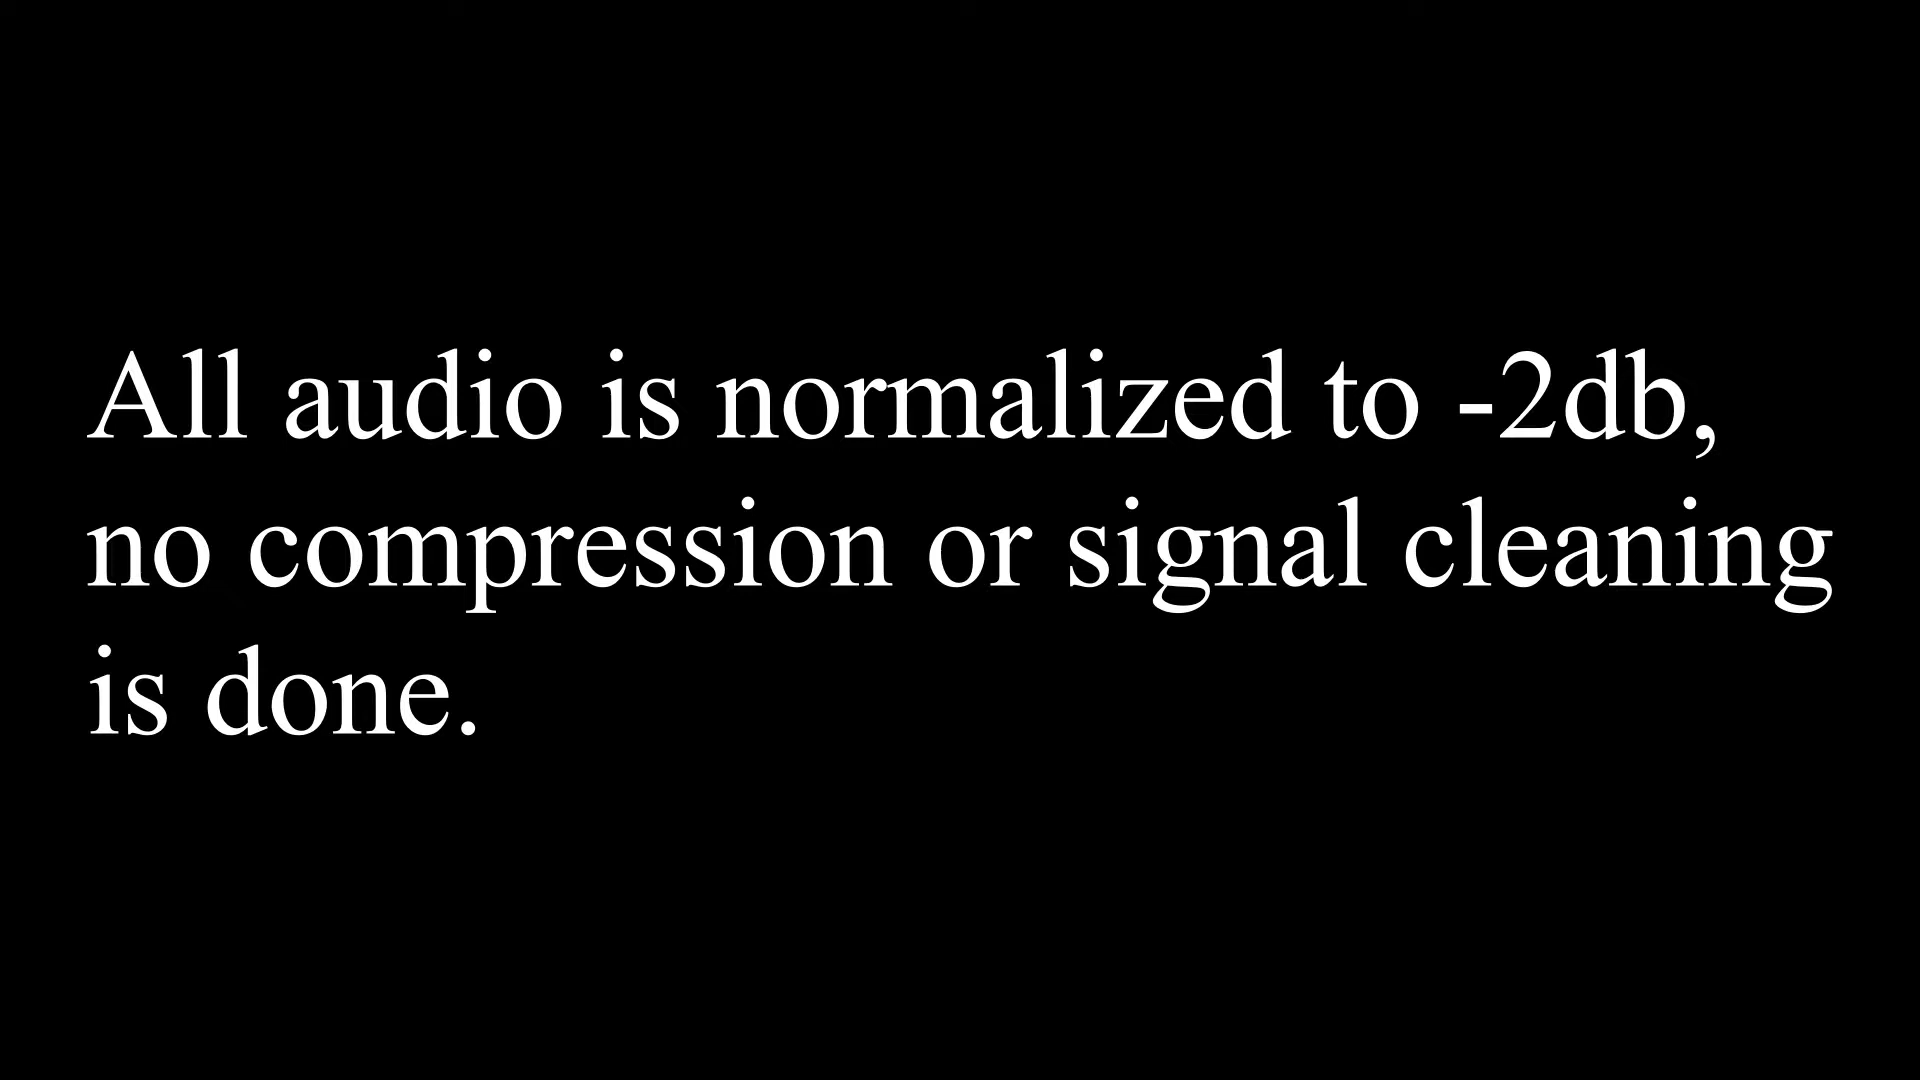 All audio is normalized to -2db,
no compression or signal cleaning
is done.